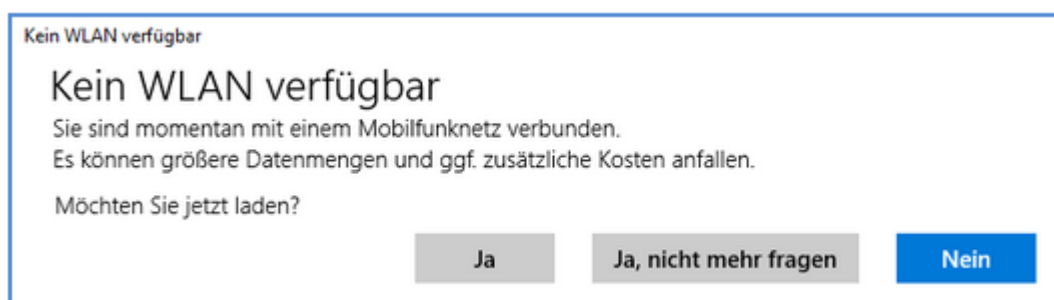 Kein WLAN verfügbar
Kein WLAN verfügbar
Sie sind momentan mit einem Mobilfunknetz verbunden.
Es können größere Datenmengen und ggf. zusätzliche Kosten anfallen.
Möchten Sie jetzt laden?
Ja Ja, nicht mehr fragen Nein